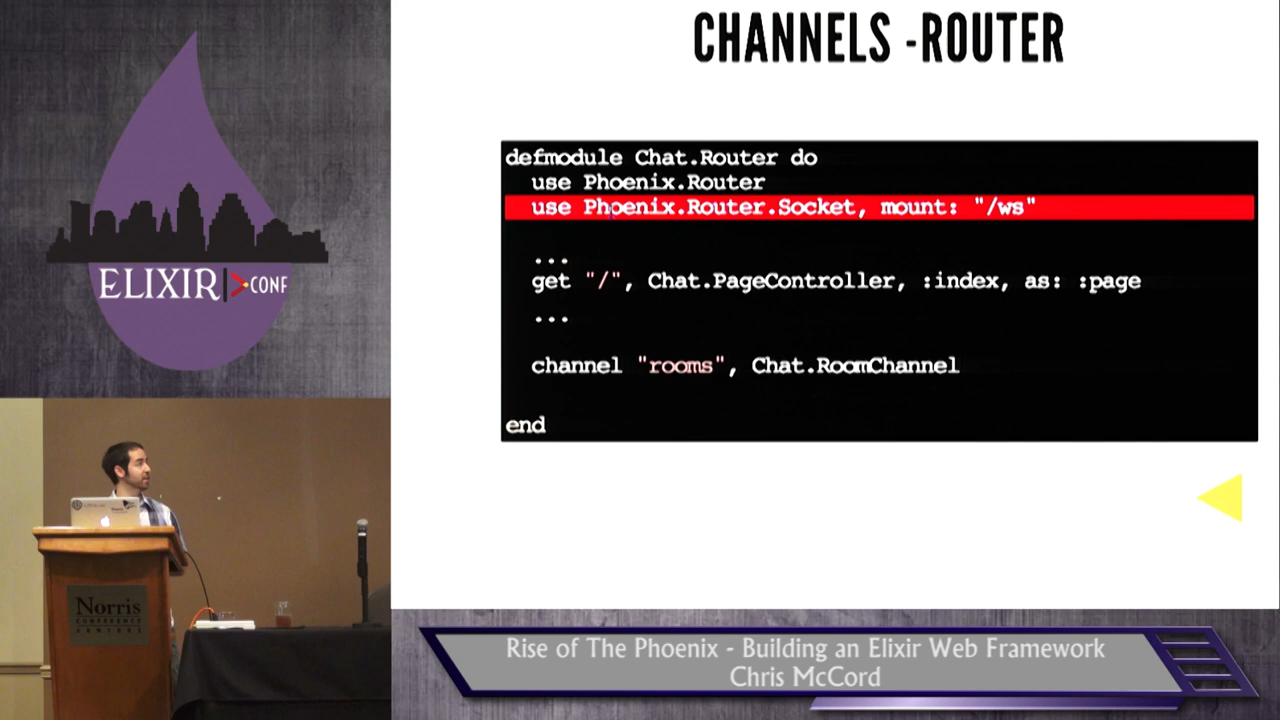 CHANNELS -ROUTER
defmodule Chat.Router do
use Phoenix.Router
use Phoenix.Router.Socket, mount: "/ws"
...
get "/", Chat.PageController, :index, as: :page
...
channel "rooms", Chat.RoomChannel
end
ELIXIR CONF
Norris
CONFERENCE
CENTERS
Rise of The Phoenix - Building an Elixir Web Framework
Chris McCord